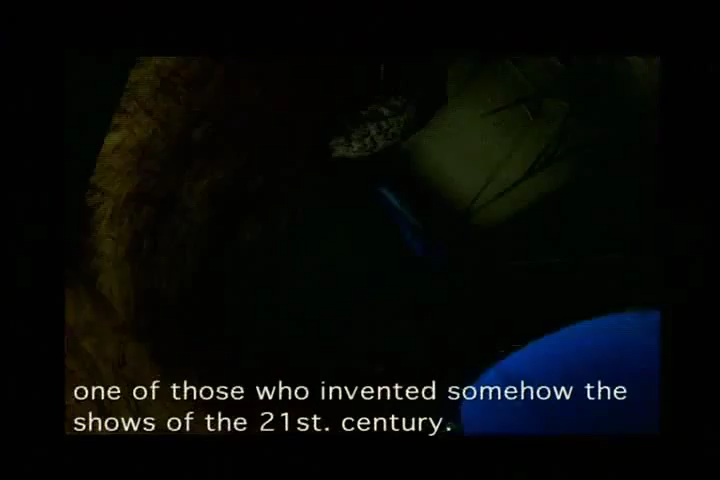 one of those who invented somehow the
shows of the 21st. century.